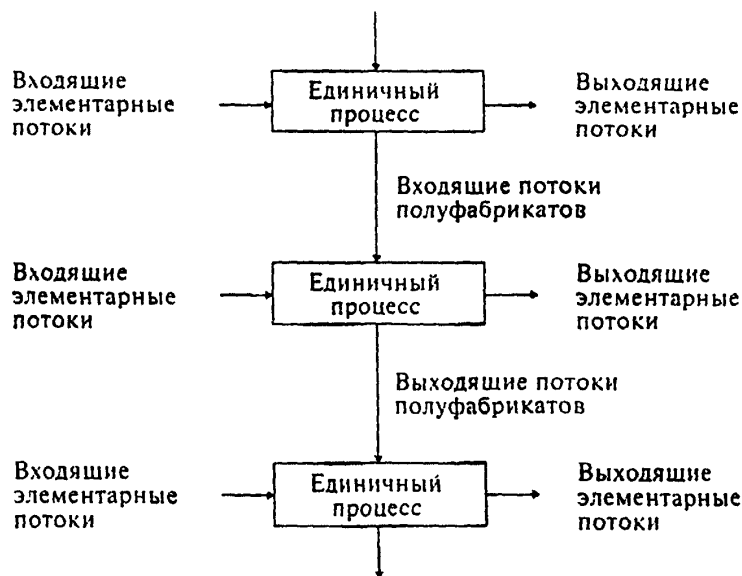 Входящие
элементарные
потоки
Единичный
процесс
Выходящие
элементарные
потоки
Входящие потоки
полуфабрикатов
Входящие
элементарные
потоки
Единичный
процесс
Выходящие
элементарные
потоки
Выходящие потоки
полуфабрикатов
Входящие
элементарные
потоки
Единичный
процесс
Выходящие
элементарные
потоки